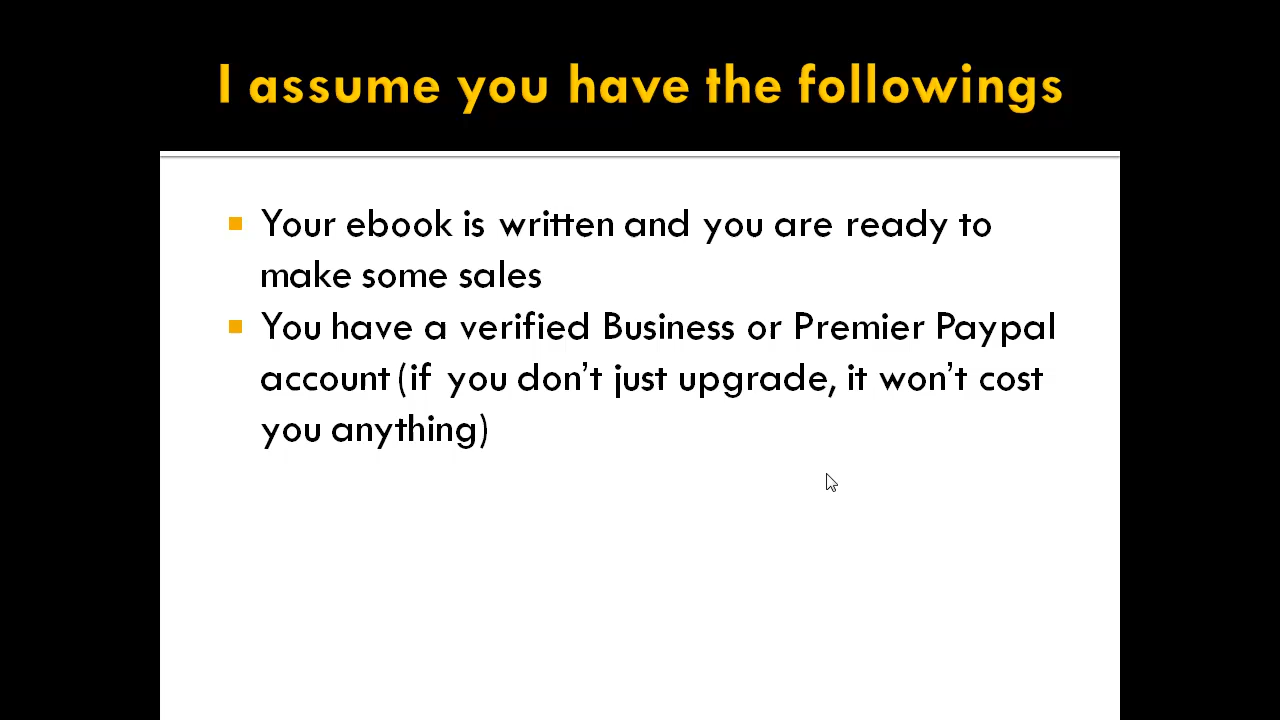 I assume you have the followings
Your ebook is written and you are ready to
make some sales
You have a verified Business or Premier Paypal
account(if you don't just upgrade, it won't cost
you anything)